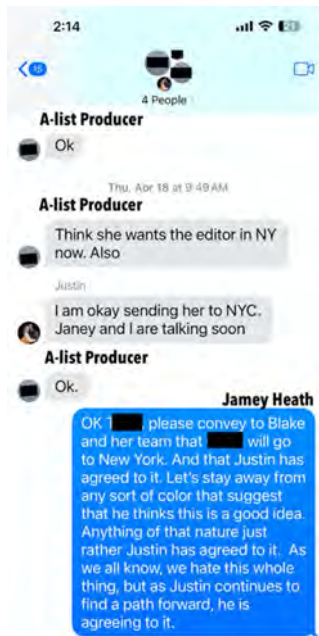 2:14
15
4 People
A-list Producer
Ok
Thu, Apr 18 at 9:49 AM
A-list Producer
Think she wants the editor in NY
now. Also
Justin
I am okay sending her to NYC.
Janey and I are talking soon
A-list Producer
Ok.
Jamey Heath
OK T , please convey to Blake
and her team that will go
to New York. And that Justin has
agreed to it. Let's stay away from
any sort of color that suggest
that he thinks this is a good idea.
Anything of that nature just
rather Justin has agreed to it. As
we all know, we hate this whole
thing, but as Justin continues to
find a path forward, he is
agreeing to it.